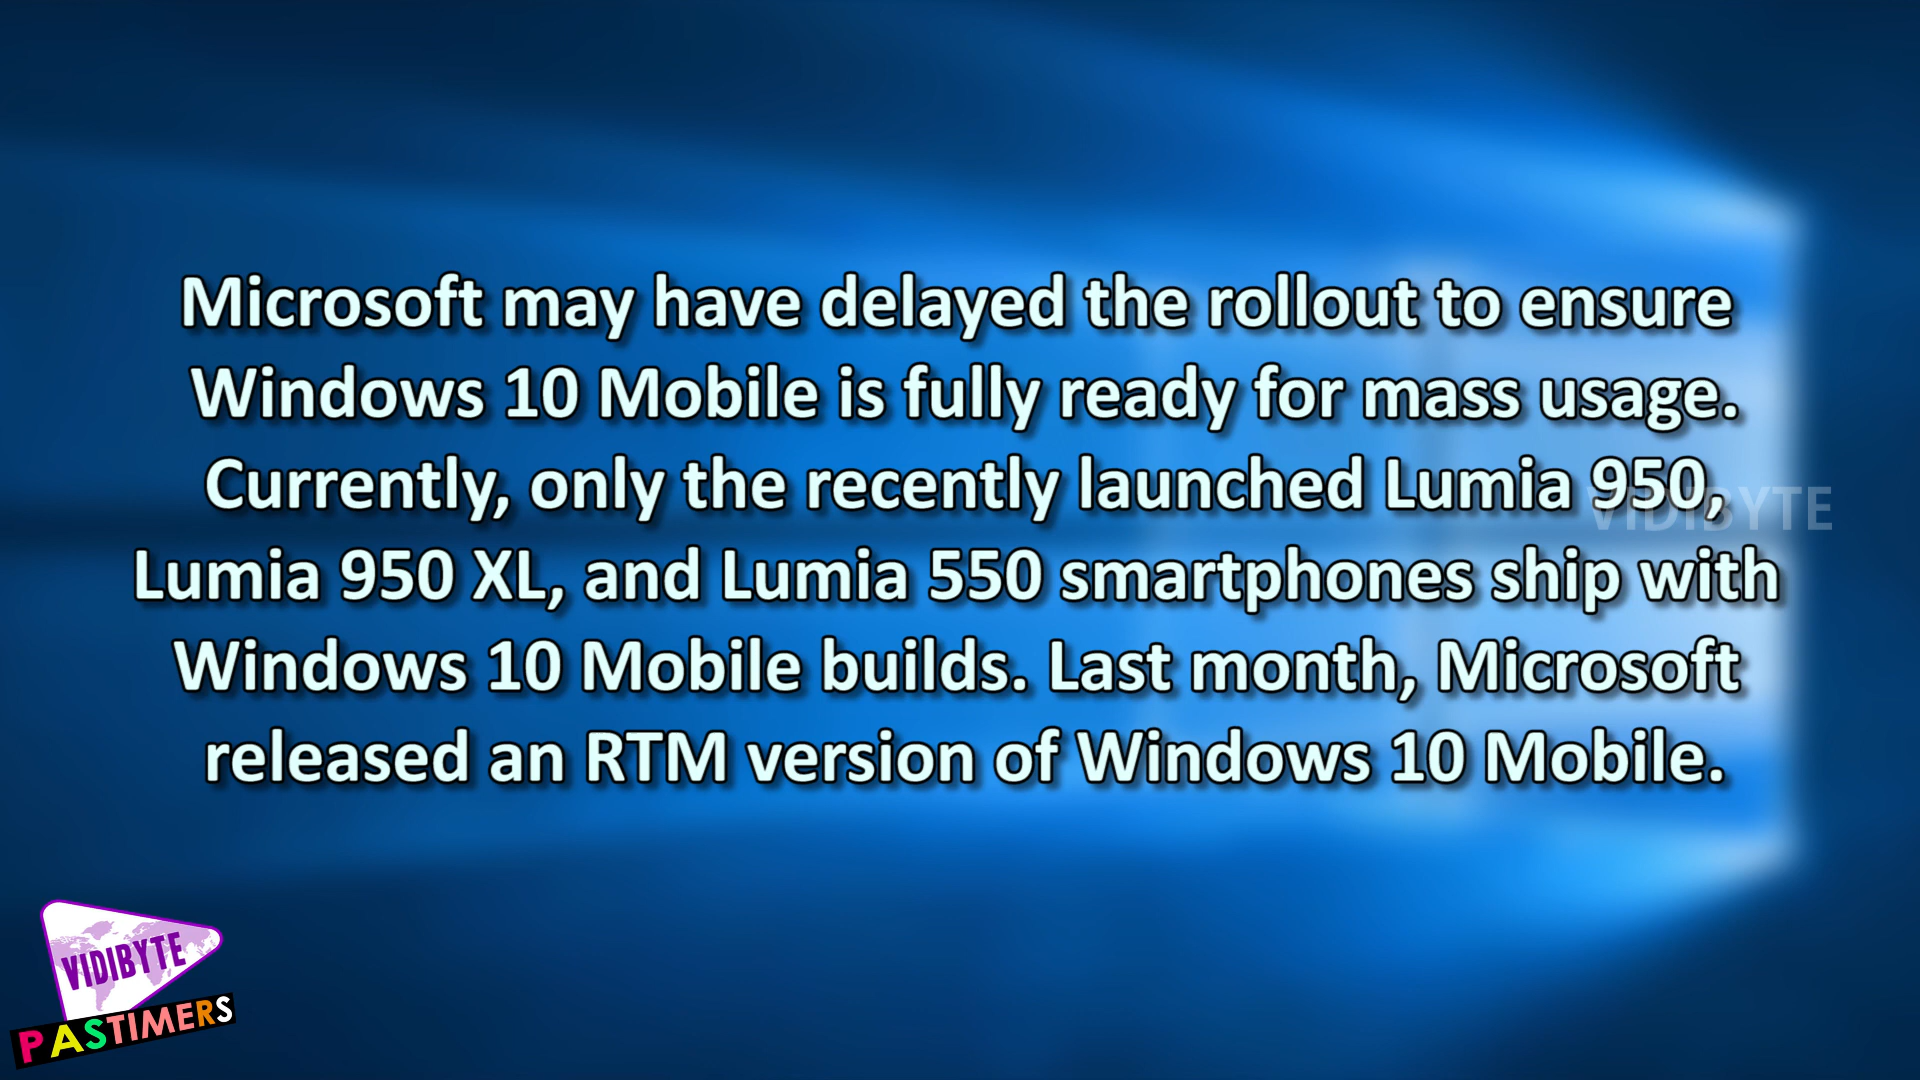 Microsoft may have delayed the rollout to ensure
Windows 10 Mobile is fully ready for mass usage.
Currently, only the recently launched Lumia 950,
Lumia 950 XL, and Lumia 550 smartphones ship with
Windows 10 Mobile builds. Last month, Microsoft
released an RTM version of Windows 10 Mobile.
VIDIBYTE
VIDIBYTE
PASTIMERS